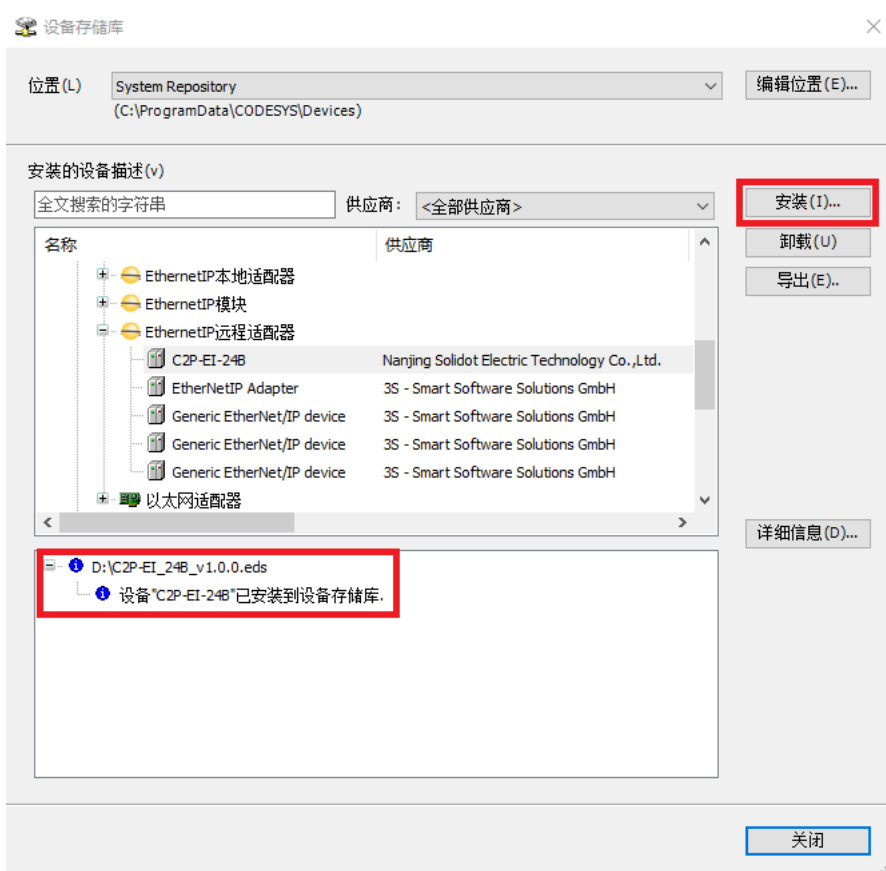 设备存储库
位置(L) System Repository 编辑位置(E)...
(C:\ProgramData\CODESYS\Devices)
安装的设备描述(v)
全文搜索的字符串 供应商: <全部供应商> 安装(I)...
名称 供应商 卸载(U)
EthernetIP本地适配器 导出(E)..
EthernetIP模块
EthernetIP远程适配器
C2P-EI-24B Nanjing Solidot Electric Technology Co.,Ltd.
EtherNetIP Adapter 3S - Smart Software Solutions GmbH
Generic EtherNet/IP device 3S - Smart Software Solutions GmbH
Generic EtherNet/IP device 3S - Smart Software Solutions GmbH
Generic EtherNet/IP device 3S - Smart Software Solutions GmbH
以太网适配器
详细信息(D)...
D:\C2P-EI_24B_v1.0.0.eds
设备"C2P-EI-24B"已安装到设备存储库.
关闭